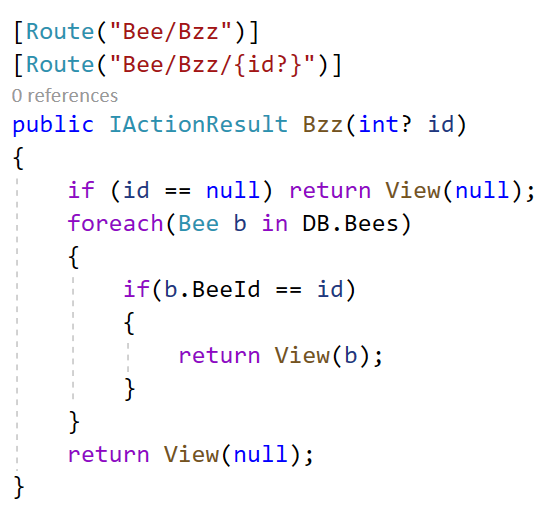 [Route("Bee/Bzz")]
[Route("Bee/Bzz/{id?}")]
0 references
public IActionResult Bzz(int? id)
{
    if (id == null) return View(null);
    foreach(Bee b in DB.Bees)
    {
        if(b.BeeId == id)
        {
            return View(b);
        }
    }
    return View(null);
}